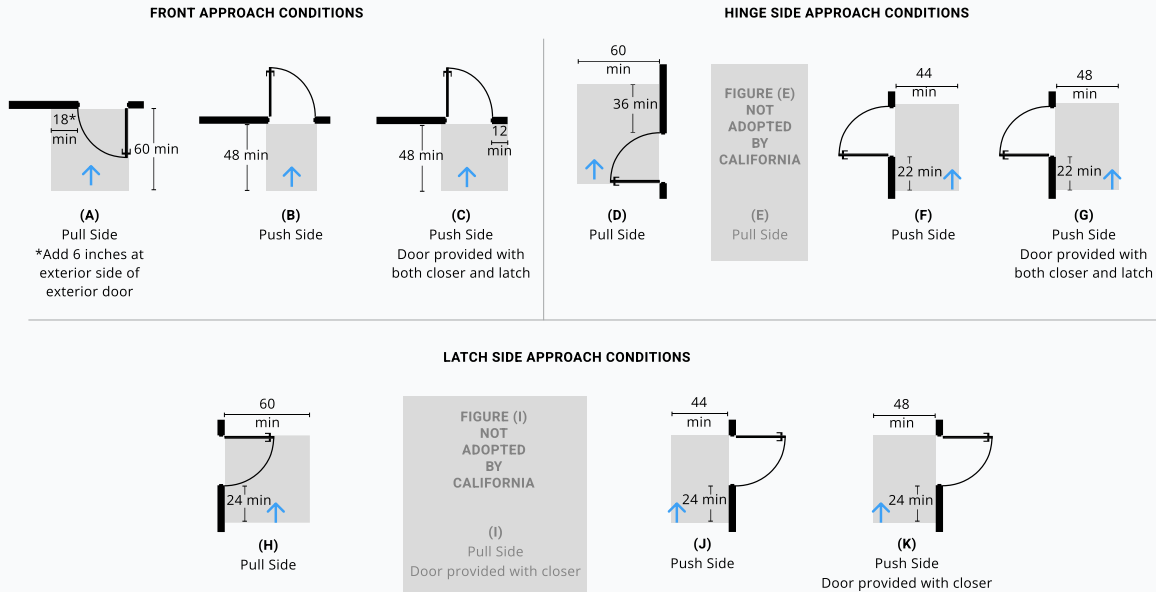 FRONT APPROACH CONDITIONS
18*
min
60 min
(A)
Pull Side
*Add 6 inches at
exterior side of
exterior door
48 min
(B)
Push Side
48 min
12
min
(C)
Push Side
Door provided with
both closer and latch
HINGE SIDE APPROACH CONDITIONS
60
min
36 min
(D)
Pull Side
FIGURE (E)
NOT
ADOPTED
BY
CALIFORNIA
(E)
Pull Side
44
min
22 min
(F)
Push Side
48
min
22 min
(G)
Push Side
Door provided with
both closer and latch
LATCH SIDE APPROACH CONDITIONS
60
min
24 min
(H)
Pull Side
FIGURE (I)
NOT
ADOPTED
BY
CALIFORNIA
(I)
Pull Side
Door provided with closer
44
min
24 min
(J)
Push Side
48
min
24 min
(K)
Push Side
Door provided with closer